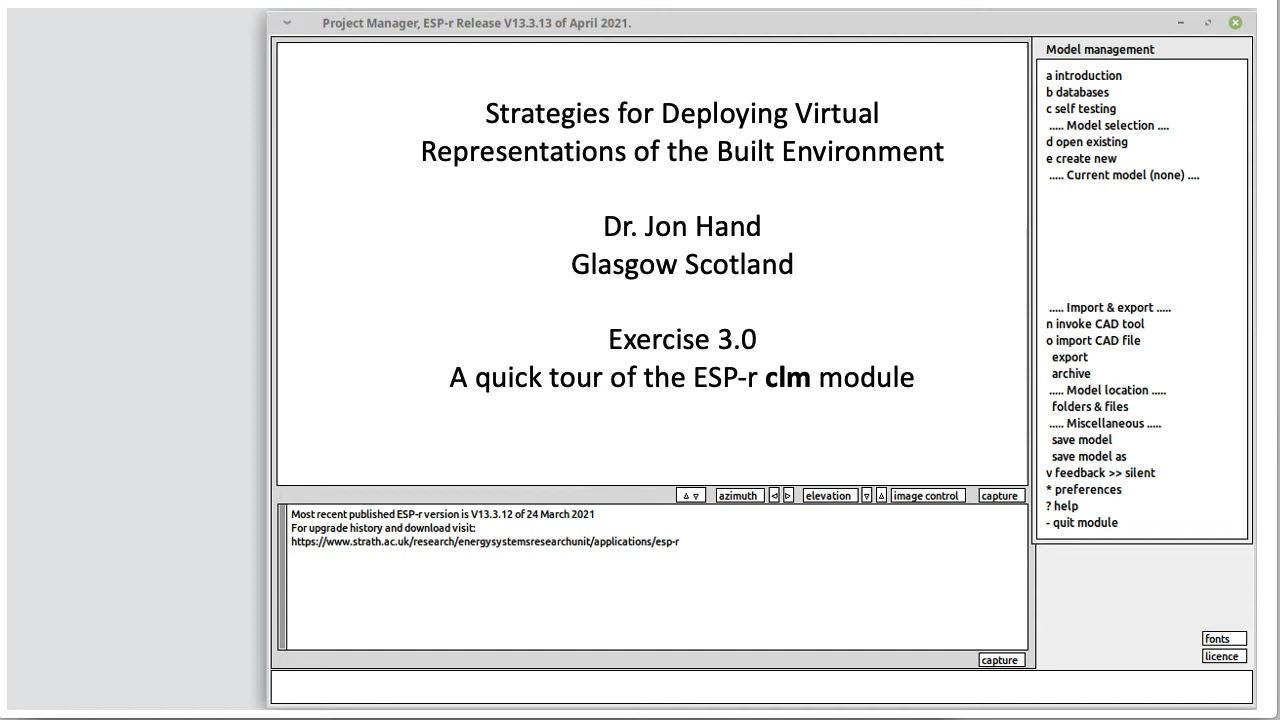 Project Manager, ESP-r Release V13.3.13 of April 2021.
Strategies for Deploying Virtual
Representations of the Built Environment
Dr. Jon Hand
Glasgow Scotland
Exercise 3.0
A quick tour of the ESP-r clm module
azimuth
elevation
image control
capture
Most recent published ESP-r version is V13.3.12 of 24 March 2021
For upgrade history and download visit:
https://www.strath.ac.uk/research/energysystemsresearchunit/applications/esp-r
capture
Model management
a introduction
b databases
c self testing
..... Model selection ....
d open existing
e create new
..... Current model (none) ....
..... Import & export .....
n invoke CAD tool
o import CAD file
export
archive
..... Model location .....
folders & files
..... Miscellaneous .....
save model
save model as
v feedback >> silent
* preferences
? help
- quit module
fonts
licence